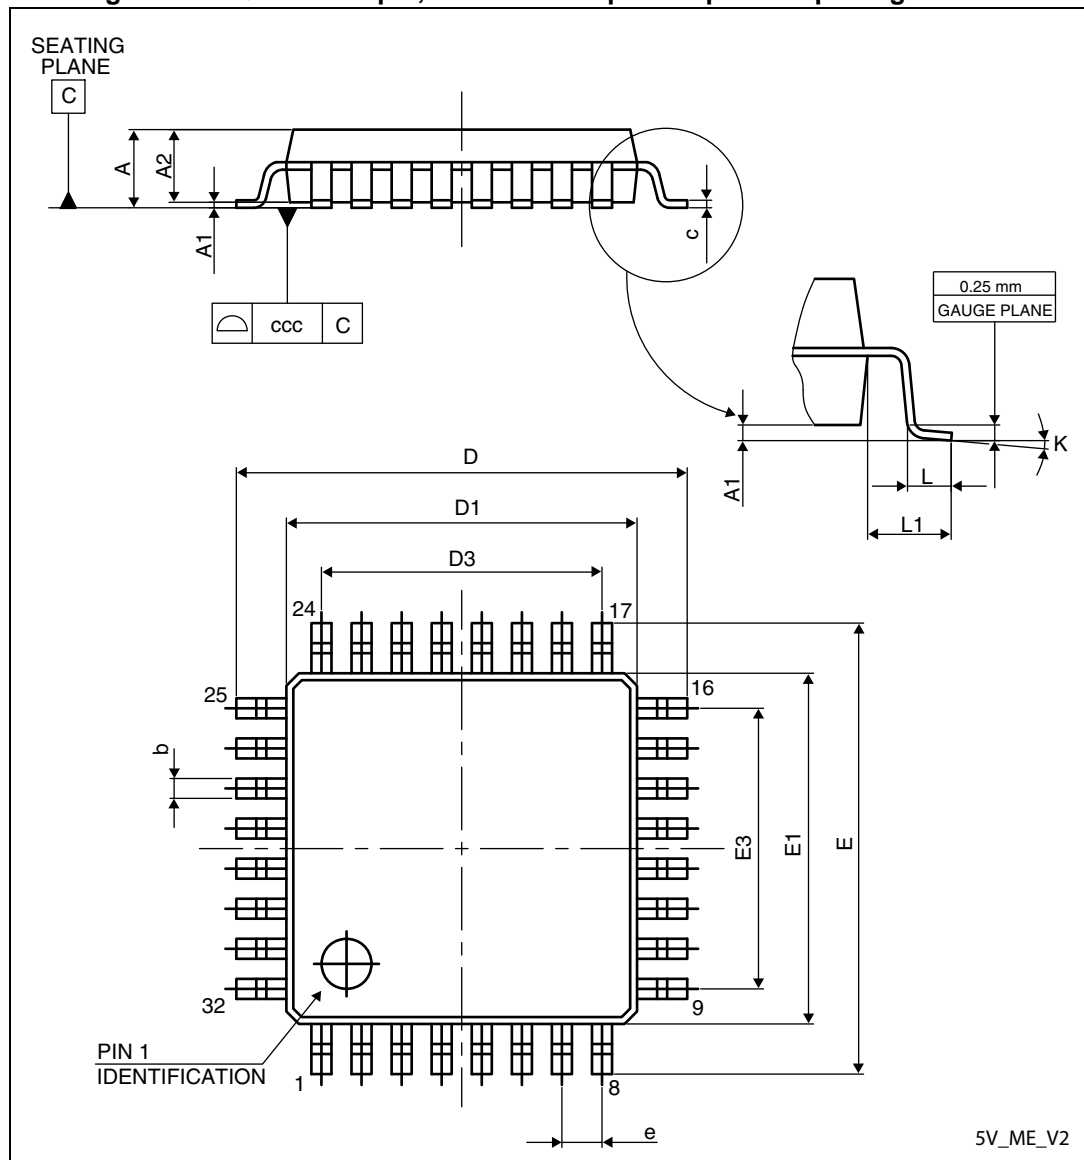 SEATING
PLANE
C
A
A2
A1
c
ccc
C
0.25 mm
GAUGE PLANE
K
A1
L
L1
D
D1
D3
24
17
25
16
b
E3
E1
E
32
9
PIN 1
IDENTIFICATION
1
8
e
5V_ME_V2